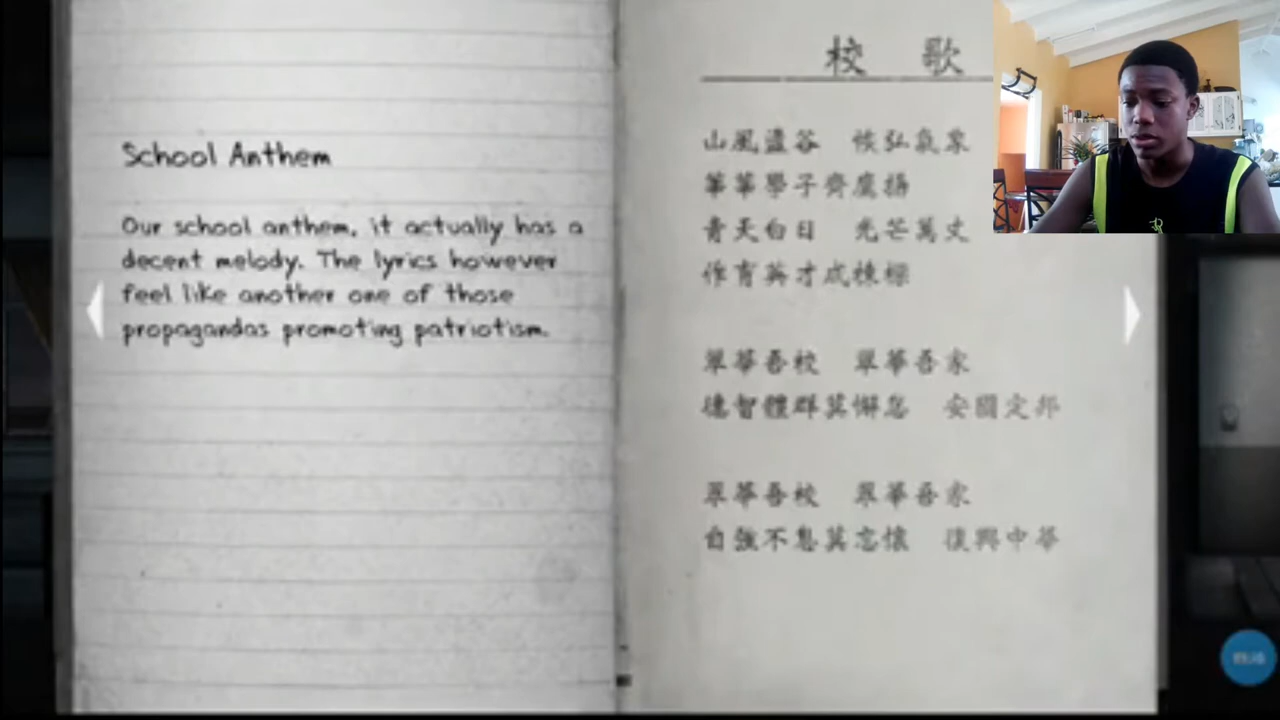 School Anthem
Our school anthem, it actually has a
decent melody. The lyrics however
feel like another one of those
propagandas promoting patriotism.
校 歌
山風盪谷 恢弘氣象
莘莘學子齊鷹揚
青天白日 光芒萬丈
作育英才成棟樑
翠華吾校 翠華吾家
德智體群莫懈怠 安國定邦
翠華吾校 翠華吾家
自強不息莫忘懷 復興中華